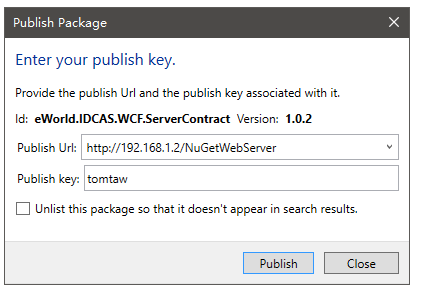 Publish Package
Enter your publish key.
Provide the publish Url and the publish key associated with it.
Id: eWorld.IDCAS.WCF.ServerContract Version: 1.0.2
Publish Url: http://192.168.1.2/NuGetWebServer
Publish key: tomtaw
Unlist this package so that it doesn't appear in search results.
Publish Close